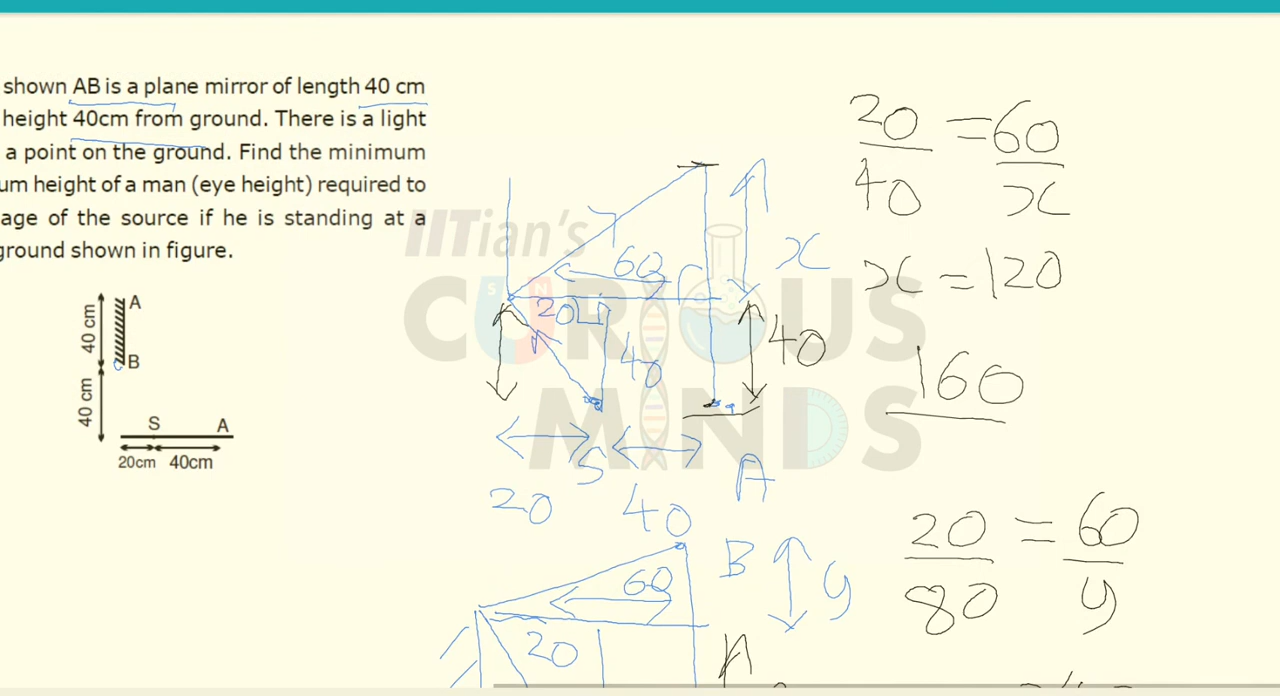 shown AB is a plane mirror of length 40 cm
height 40cm from ground. There is a light
a point on the ground. Find the minimum
um height of a man (eye height) required to
age of the source if he is standing at a
ground shown in figure.
A
40 cm
B
40 cm
S A
20cm 40cm
IITian's
CURIOUS
MINDS
S N
60
x
20
40
40
S
A
20
40
20/40 = 60/x
x = 120
160
B
60
y
20
A
20/80 = 60/y